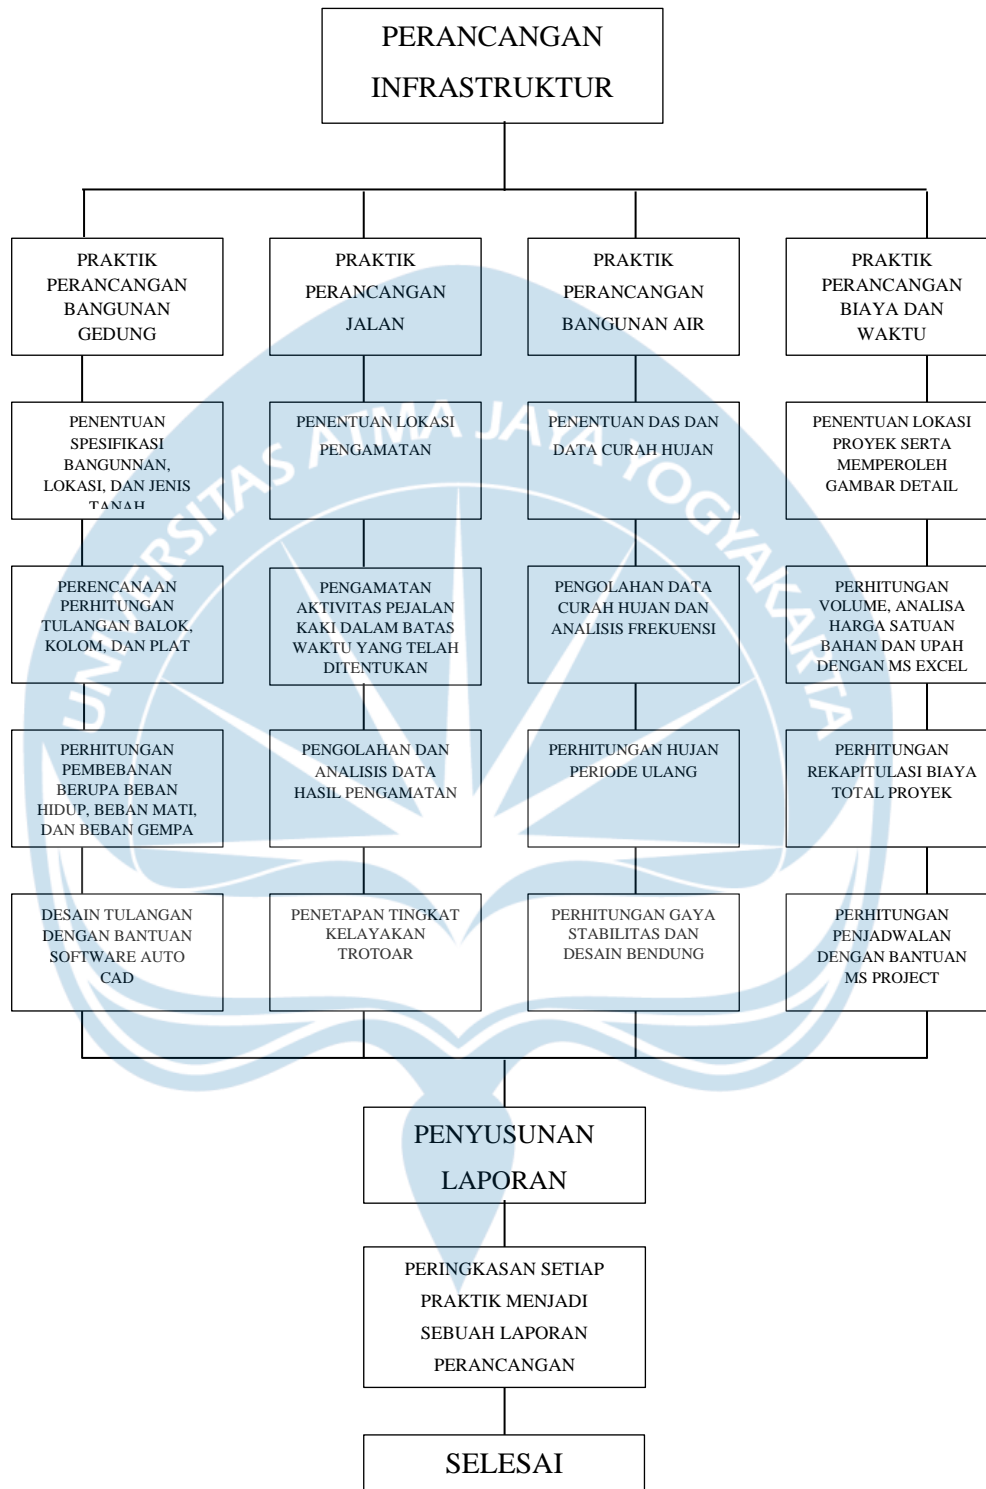 PERANCANGAN
INFRASTRUKTUR
PRAKTIK
PERANCANGAN
BANGUNAN
GEDUNG
PRAKTIK
PERANCANGAN
JALAN
PRAKTIK
PERANCANGAN
BANGUNAN AIR
PRAKTIK
PERANCANGAN
BIAYA DAN
WAKTU
PENENTUAN
SPESIFIKASI
BANGUNNAN,
LOKASI, DAN JENIS
TANAH
PENENTUAN LOKASI
PENGAMATAN
PENENTUAN DAS DAN
DATA CURAH HUJAN
PENENTUAN LOKASI
PROYEK SERTA
MEMPEROLEH
GAMBAR DETAIL
PERENCANAAN
PERHITUNGAN
TULANGAN BALOK,
KOLOM, DAN PLAT
PENGAMATAN
AKTIVITAS PEJALAN
KAKI DALAM BATAS
WAKTU YANG TELAH
DITENTUKAN
PENGOLAHAN DATA
CURAH HUJAN DAN
ANALISIS FREKUENSI
PERHITUNGAN
VOLUME, ANALISA
HARGA SATUAN
BAHAN DAN UPAH
DENGAN MS EXCEL
PERHITUNGAN
PEMBEBANAN
BERUPA BEBAN
HIDUP, BEBAN MATI,
DAN BEBAN GEMPA
PENGOLAHAN DAN
ANALISIS DATA
HASIL PENGAMATAN
PERHITUNGAN HUJAN
PERIODE ULANG
PERHITUNGAN
REKAPITULASI BIAYA
TOTAL PROYEK
DESAIN TULANGAN
DENGAN BANTUAN
SOFTWARE AUTO
CAD
PENETAPAN TINGKAT
KELAYAKAN
TROTOAR
PERHITUNGAN GAYA
STABILITAS DAN
DESAIN BENDUNG
PERHITUNGAN
PENJADWALAN
DENGAN BANTUAN
MS PROJECT
PENYUSUNAN
LAPORAN
PERINGKASAN SETIAP
PRAKTIK MENJADI
SEBUAH LAPORAN
PERANCANGAN
SELESAI
UNIVERSITAS ATMA JAYA YOGYAKARTA